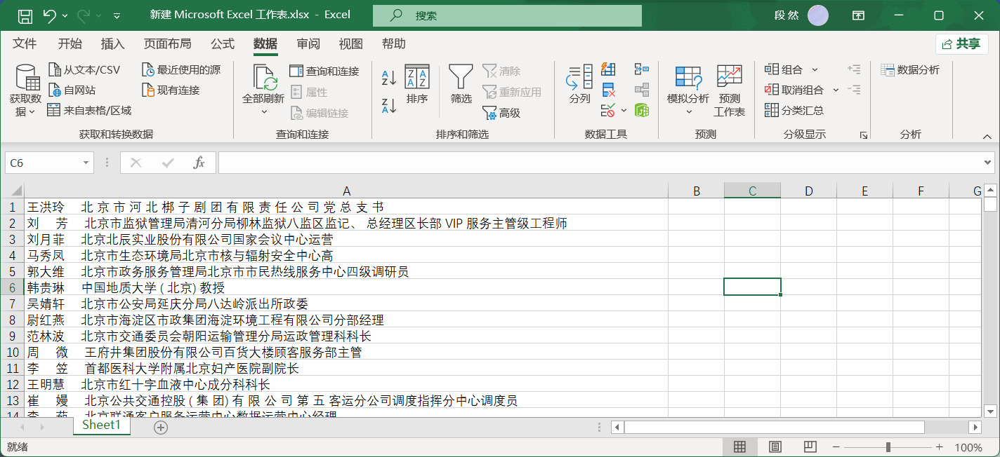 新建 Microsoft Excel 工作表.xlsx - Excel
搜索
段 然
文件 开始 插入 页面布局 公式 数据 审阅 视图 帮助
共享
获取数据
从文本/CSV
自网站
来自表格/区域
最近使用的源
现有连接
获取和转换数据
全部刷新
查询和连接
属性
编辑链接
查询和连接
排序
筛选
清除
重新应用
高级
排序和筛选
分列
数据工具
模拟分析
预测
工作表
预测
组合
取消组合
分类汇总
分级显示
数据分析
分析
C6
fx
A B C D E F G
1 王洪玲 北 京 市 河 北 梆 子 剧 团 有 限 责 任 公 司 党 总 支 书
2 刘 芳 北京市监狱管理局清河分局柳林监狱八监区监记、 总经理区长部 VIP 服务主管级工程师
3 刘月菲 北京北辰实业股份有限公司国家会议中心运营
4 马秀凤 北京市生态环境局北京市核与辐射安全中心高
5 郭大维 北京市政务服务管理局北京市市民热线服务中心四级调研员
6 韩贵琳 中国地质大学 ( 北京) 教授
7 吴婧轩 北京市公安局延庆分局八达岭派出所政委
8 尉红燕 北京市海淀区市政集团海淀环境工程有限公司分部经理
9 范林波 北京市交通委员会朝阳运输管理分局运政管理科科长
10 周 微 王府井集团股份有限公司百货大楼顾客服务部主管
11 李 笠 首都医科大学附属北京妇产医院副院长
12 王明慧 北京市红十字血液中心成分科科长
13 崔 嫚 北京公共交通控股 ( 集 团) 有 限 公 司 第 五 客运分公司调度指挥分中心调度员
14 李 茹 北京联通客户服务运营中心数据运营中心经理
Sheet1
就绪
100%